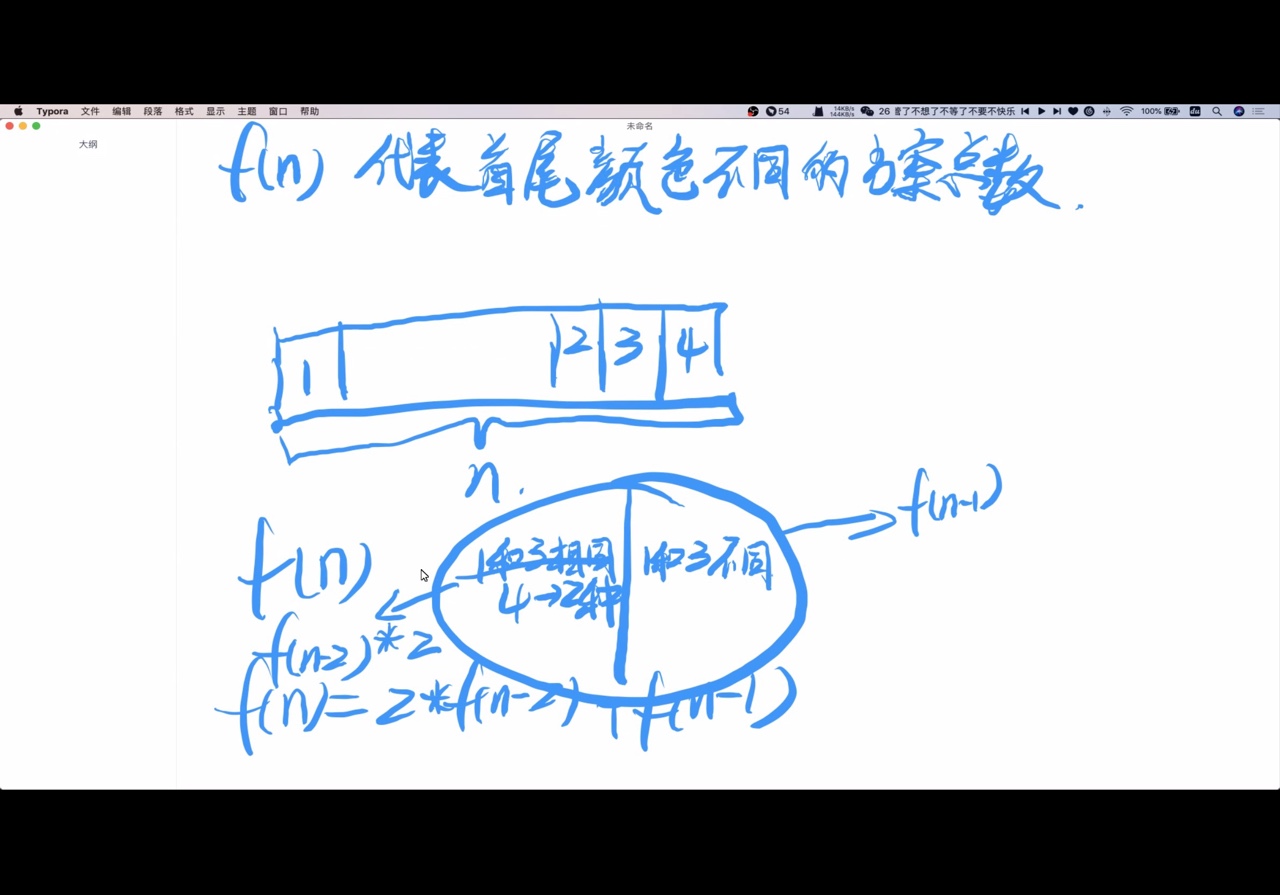 Typora 文件 编辑 段落 格式 显示 主题 窗口 帮助
54 14KB/s 144KB/s 26 了不想了不等了不要不快乐 100%
未命名
大纲
f(n) 代表首尾颜色不同的方案总数.
1 2 3 4
n.
f(n-1)
f(n)
1和3相同 1和3不同
4→2种
f(n-2)*2
f(n)=2*f(n-2)+f(n-1)